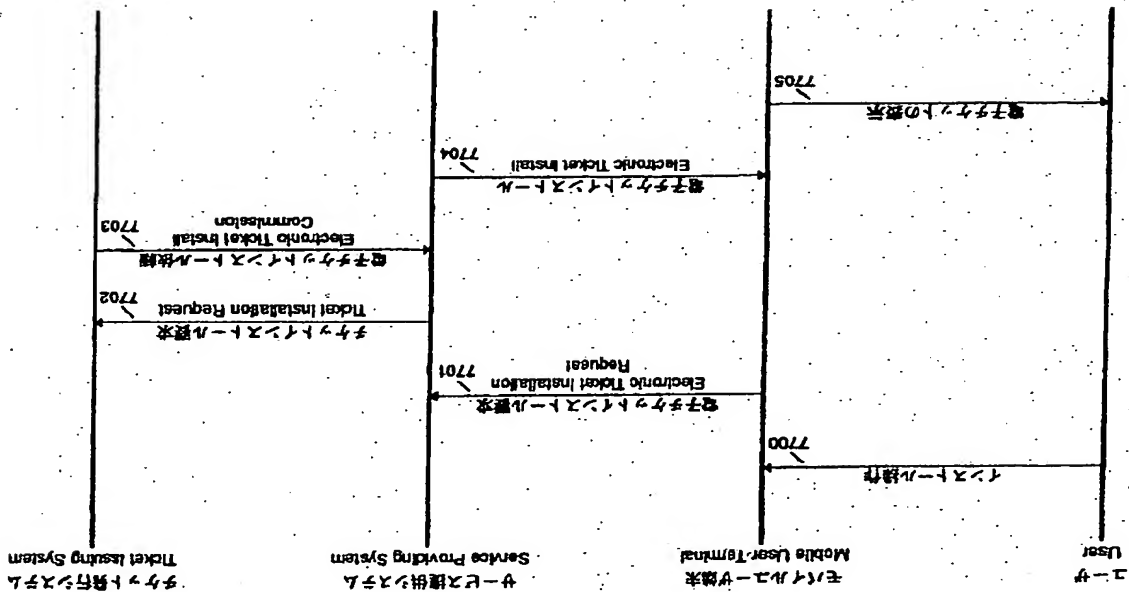 ユーザ
User
モバイルユーザ端末
Mobile User Terminal
サービス提供システム
Service Providing System
チケット発行システム
Ticket Issuing System
インストール操作
7700
電子チケットインストール要求
Electronic Ticket Installation
Request
7701
チケットインストール要求
Ticket Installation Request
7702
電子チケットインストール依頼
Electronic Ticket Install
Commission
7703
電子チケットインストール
Electronic Ticket Install
7704
電子チケットの表示
7705